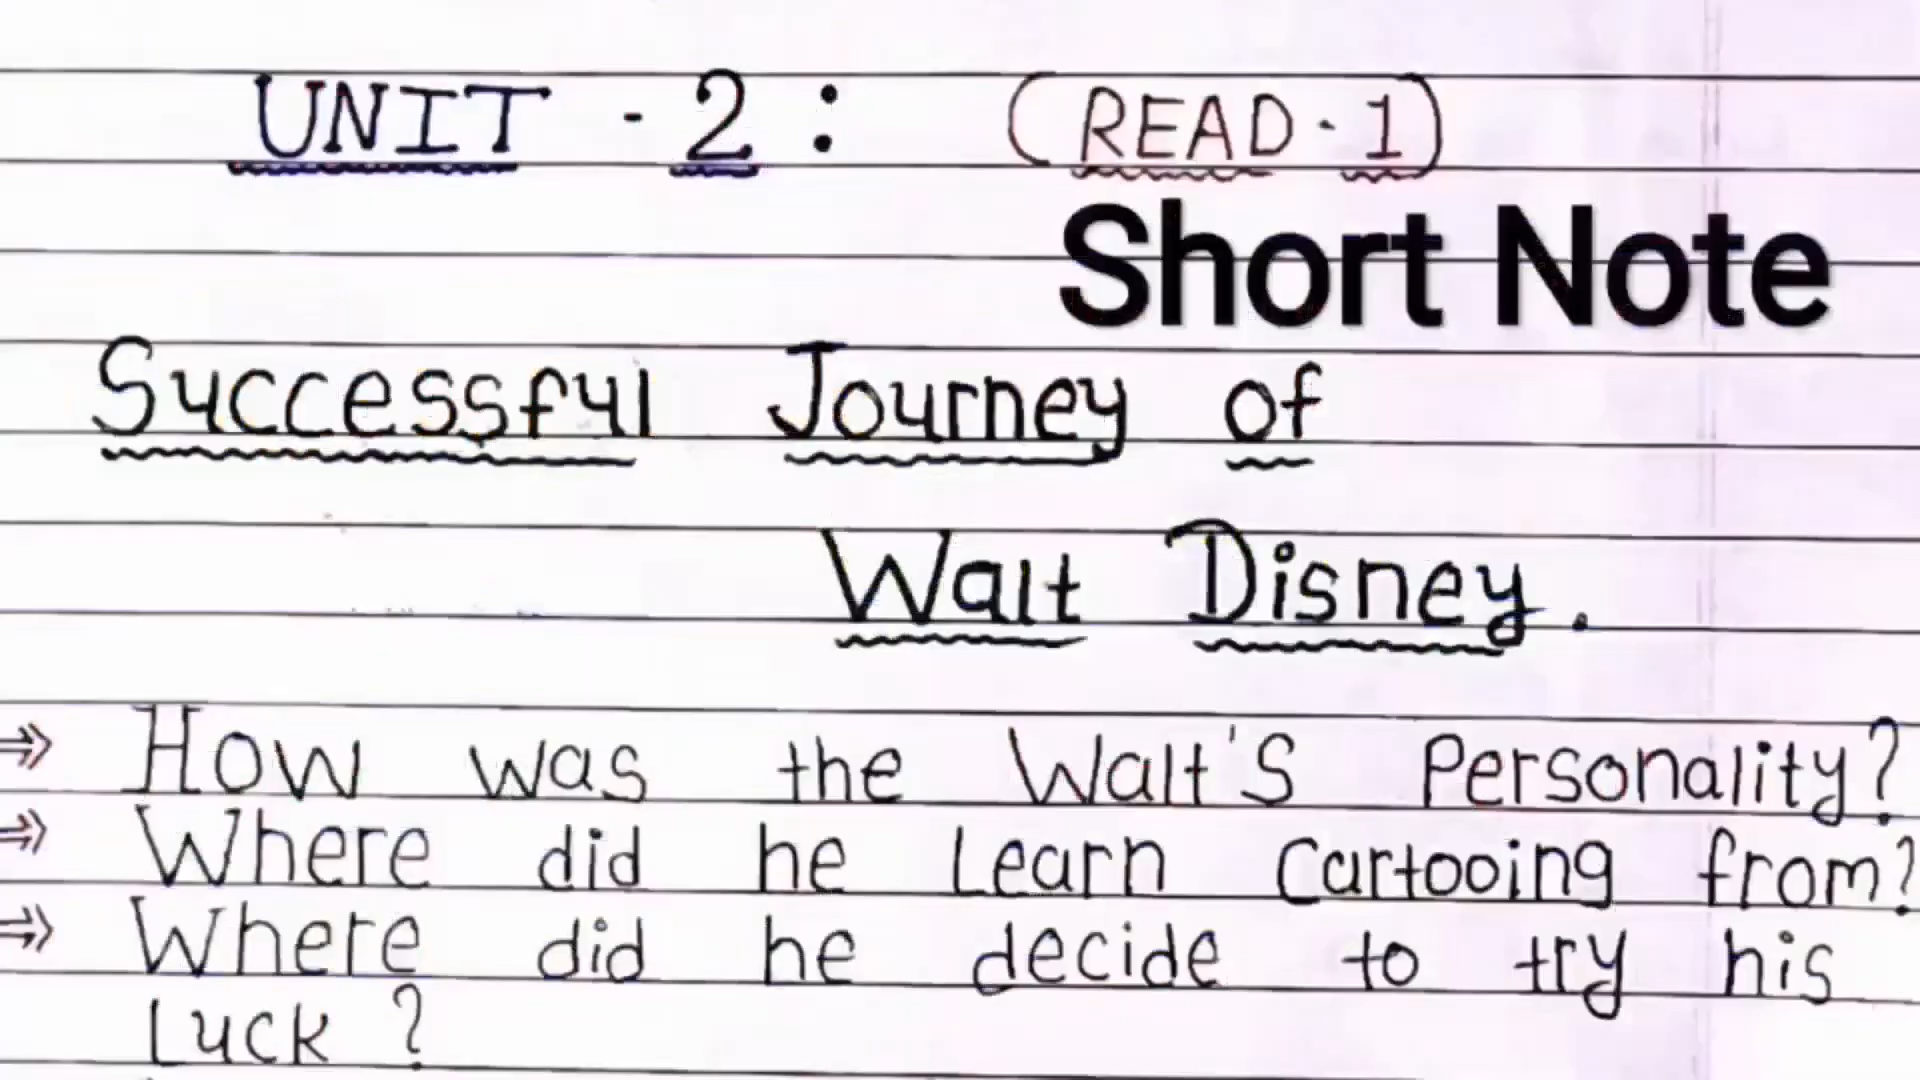 UNIT - 2 : (READ - 1)
Short Note
Successful Journey of
Walt Disney.
⇒ How was the Walt's Personality?
⇒ Where did he Learn Cartooing from?
⇒ Where did he decide to try his
Luck ?